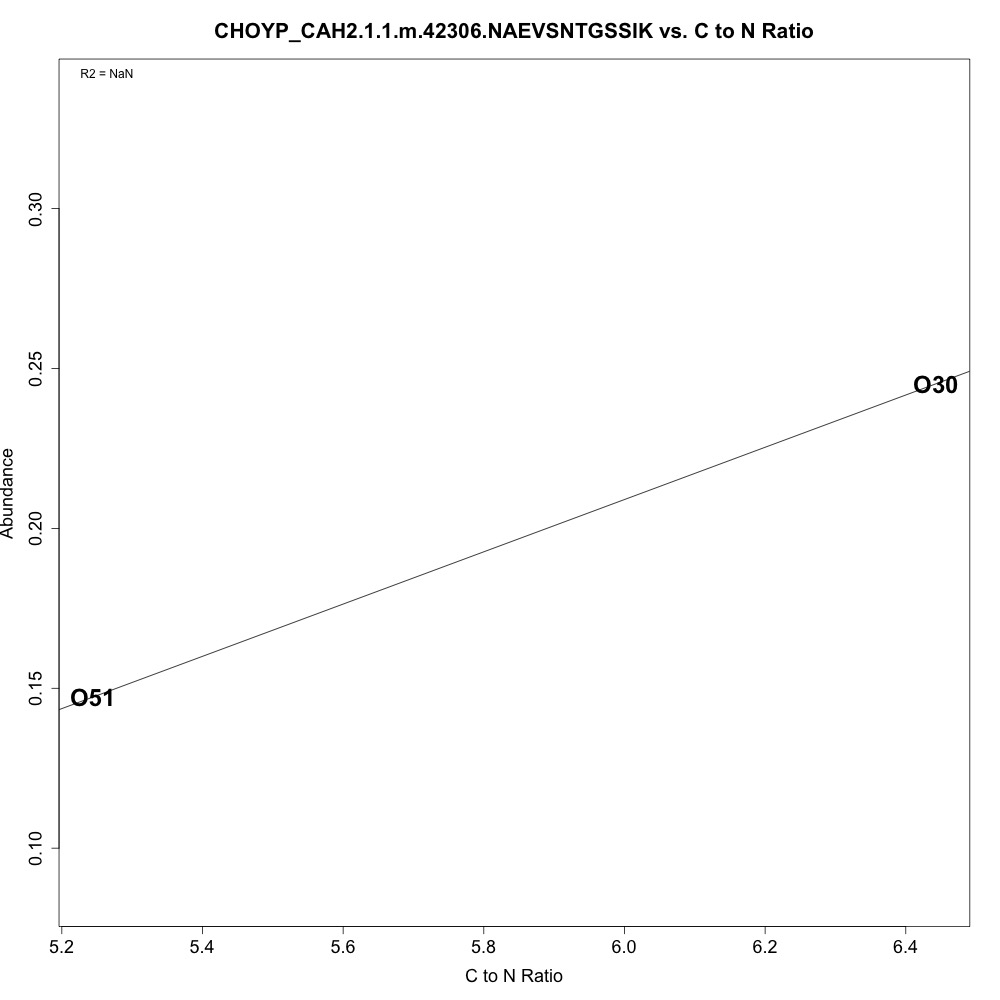 CHOYP_CAH2.1.1.m.42306.NAEVSNTGSSIK vs. C to N Ratio
R2 = NaN
0.30
0.25
O30
Abundance
0.20
0.15
O51
0.10
5.2 5.4 5.6 5.8 6.0 6.2 6.4
C to N Ratio